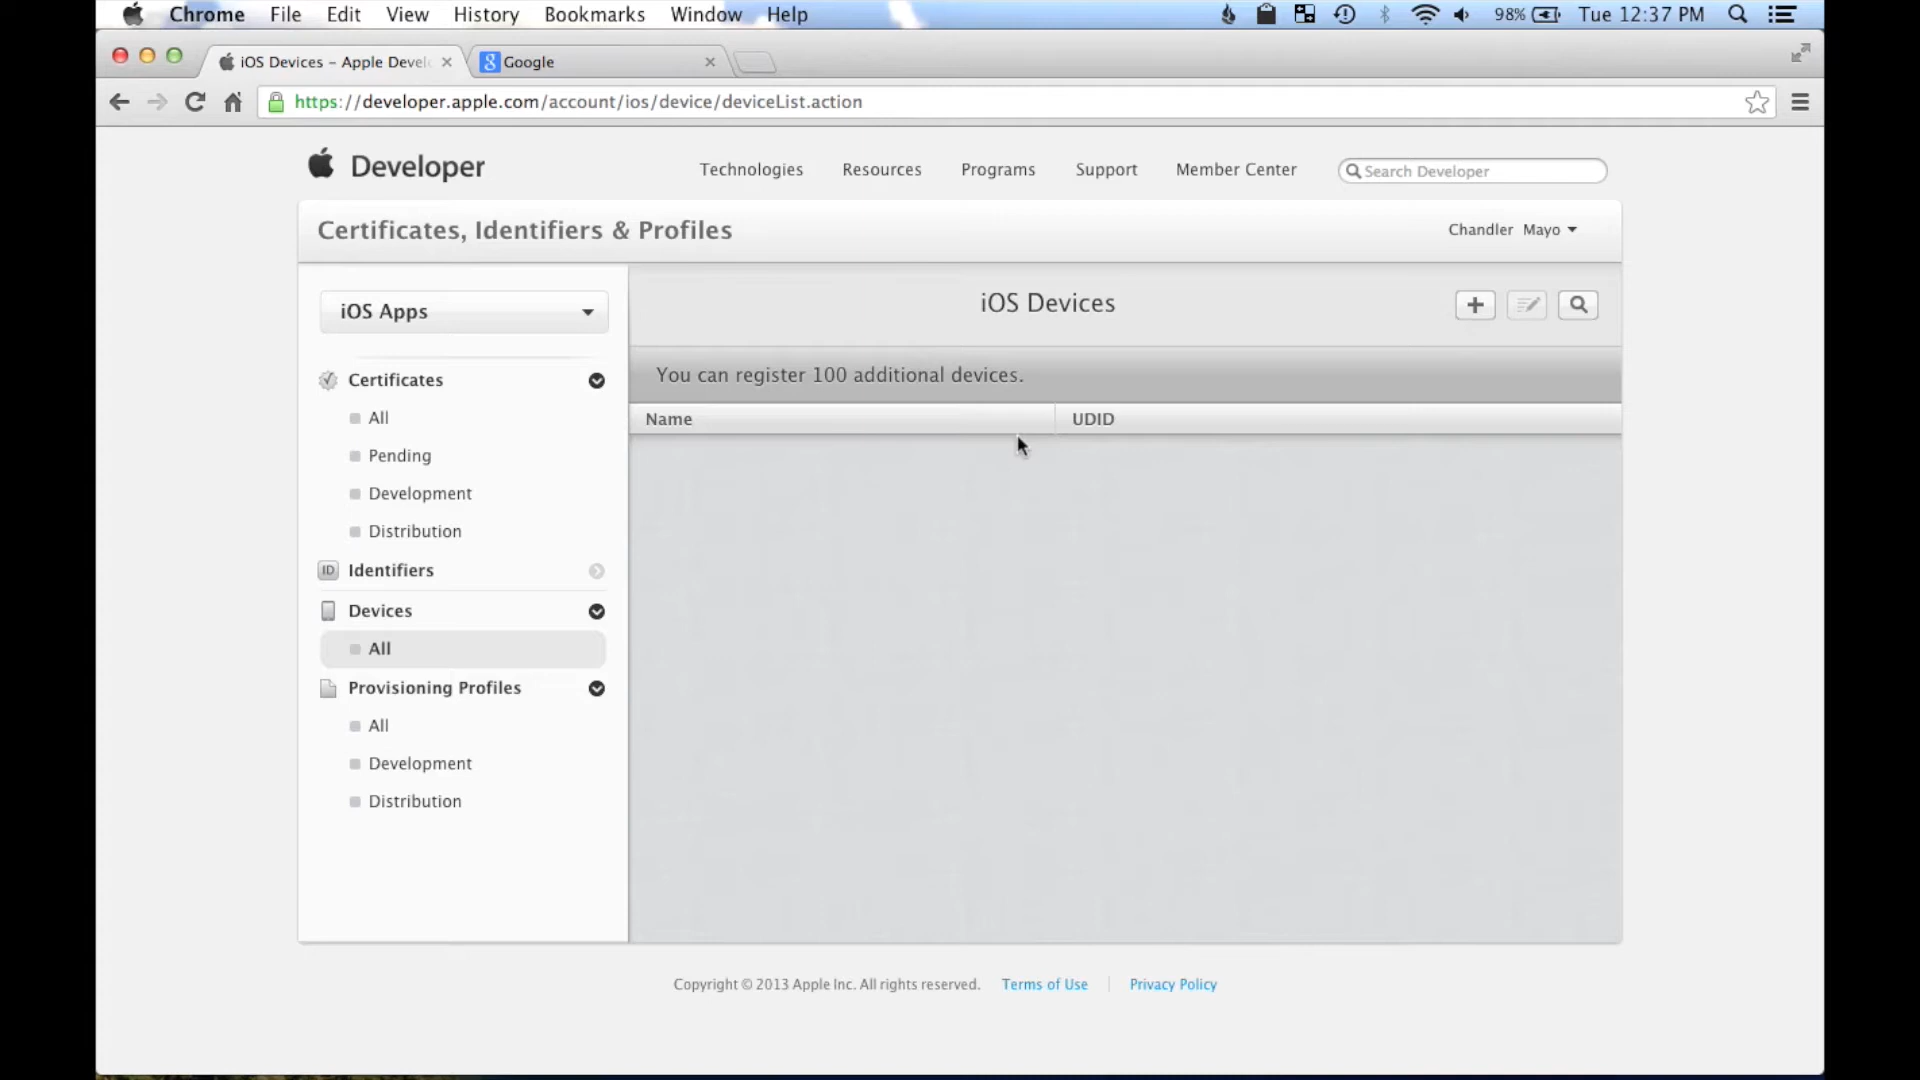 Chrome File Edit View History Bookmarks Window Help 98% Tue 12:37 PM
iOS Devices – Apple Devel Google
https://developer.apple.com/account/ios/device/deviceList.action
Developer Technologies Resources Programs Support Member Center Search Developer
Certificates, Identifiers & Profiles Chandler Mayo
iOS Apps
iOS Devices
You can register 100 additional devices.
Name UDID
Certificates
All
Pending
Development
Distribution
ID Identifiers
Devices
All
Provisioning Profiles
All
Development
Distribution
Copyright © 2013 Apple Inc. All rights reserved. Terms of Use Privacy Policy